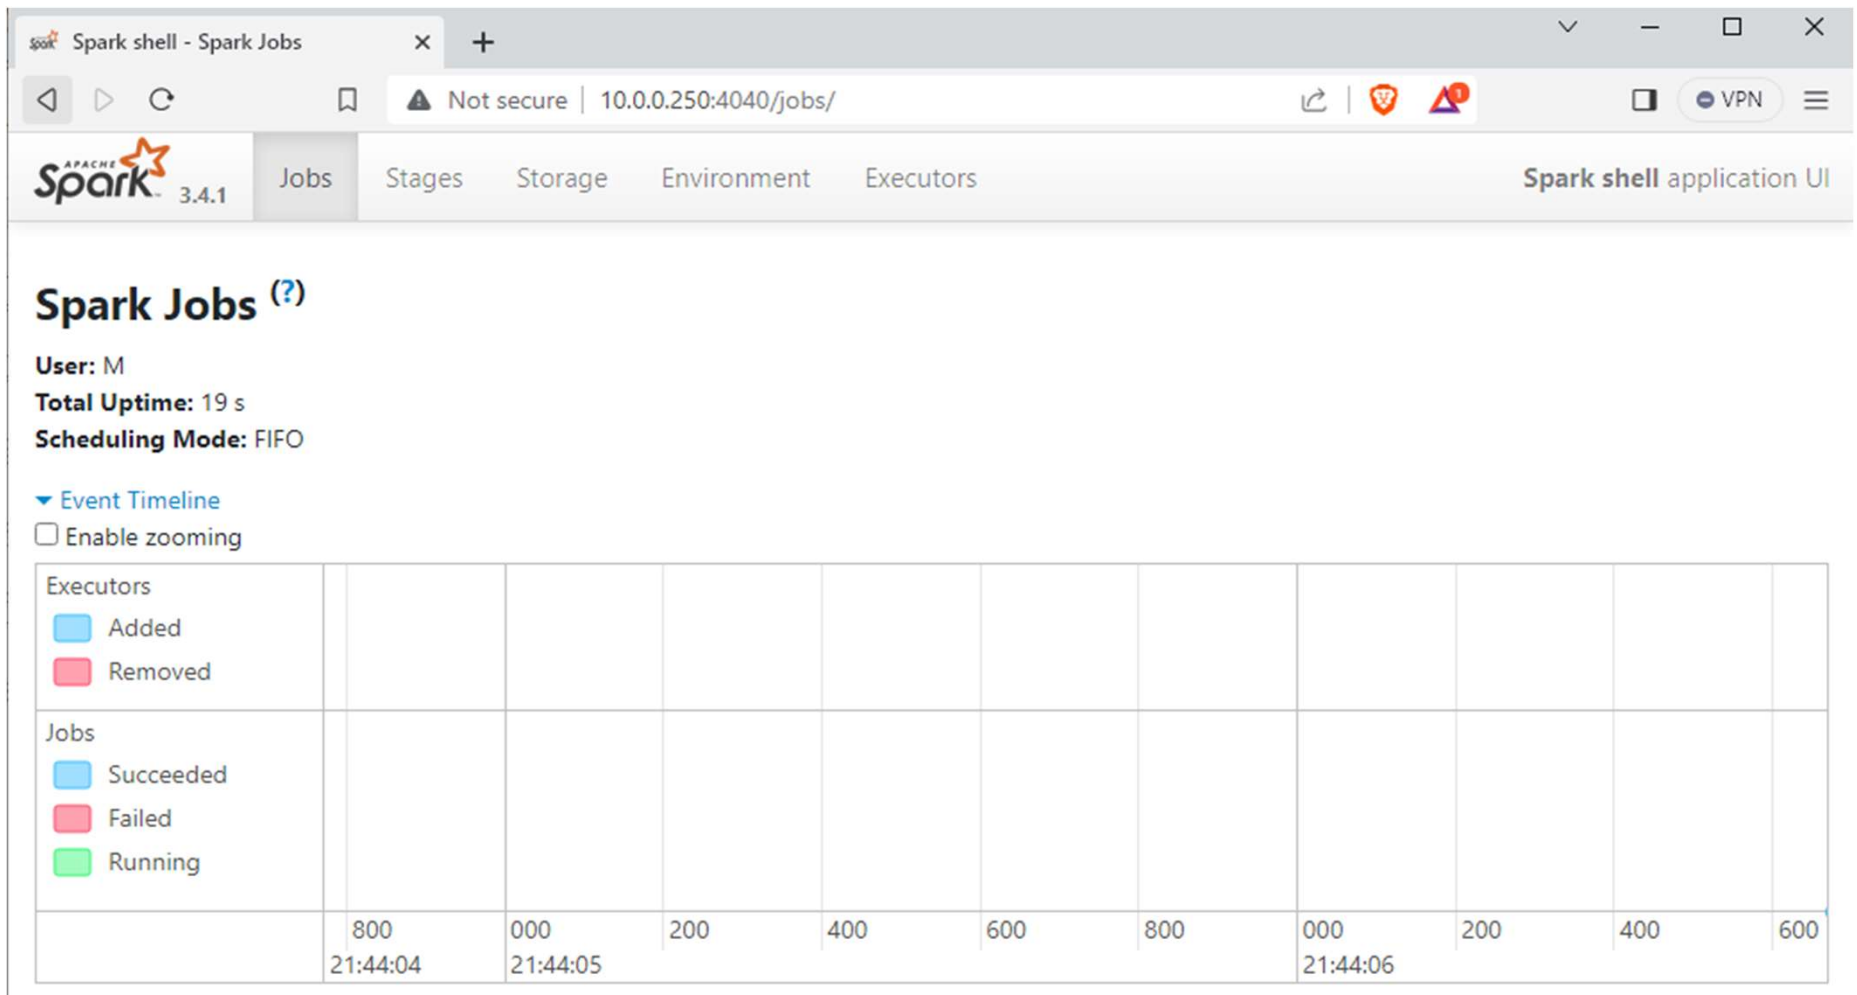 Spark shell - Spark Jobs
Not secure | 10.0.0.250:4040/jobs/
1
VPN
APACHE
Spark 3.4.1
Jobs Stages Storage Environment Executors
Spark shell application UI
Spark Jobs (?)
User: M
Total Uptime: 19 s
Scheduling Mode: FIFO
Event Timeline
Enable zooming
Executors
Added
Removed
Jobs
Succeeded
Failed
Running
800 000 200 400 600 800 000 200 400 600
21:44:04 21:44:05 21:44:06